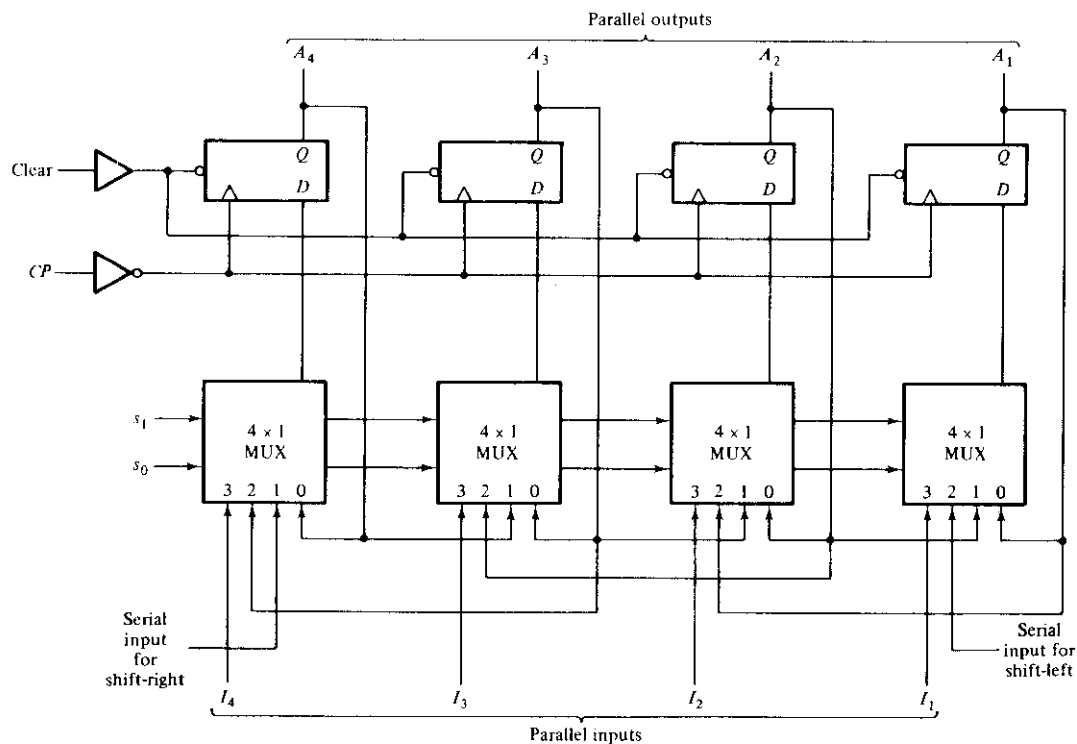 Parallel outputs
A4 A3 A2 A1
Clear
Q Q Q Q
D D D D
CP
s1
s0
4 × 1 4 × 1 4 × 1 4 × 1
MUX MUX MUX MUX
3 2 1 0 3 2 1 0 3 2 1 0 3 2 1 0
Serial
input
for
shift-right
Serial
input for
shift-left
I4 I3 I2 I1
Parallel inputs